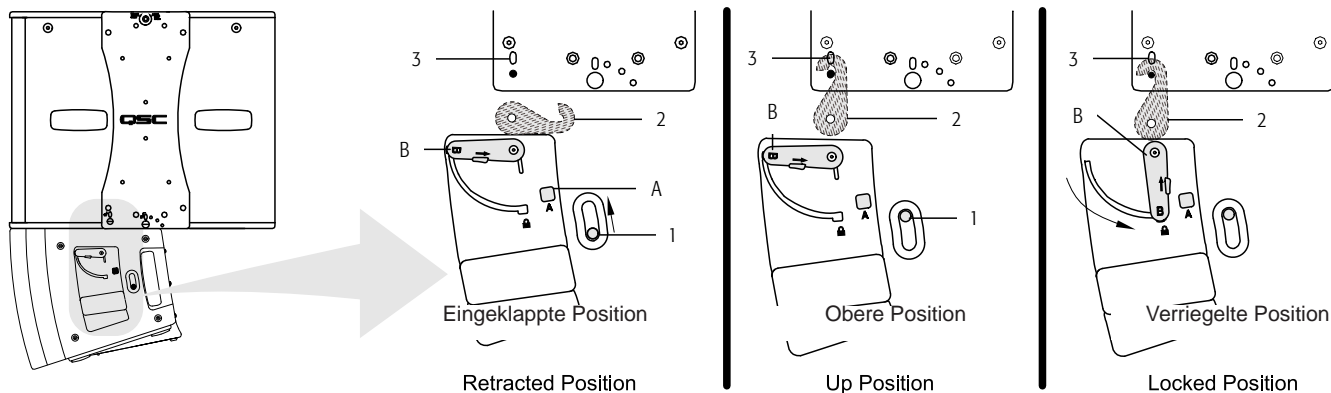 QSC
3
2
B
A
A
1
Eingeklappte Position
Retracted Position
3
2
B
A
1
Obere Position
Up Position
3
2
B
A
B
Verriegelte Position
Locked Position